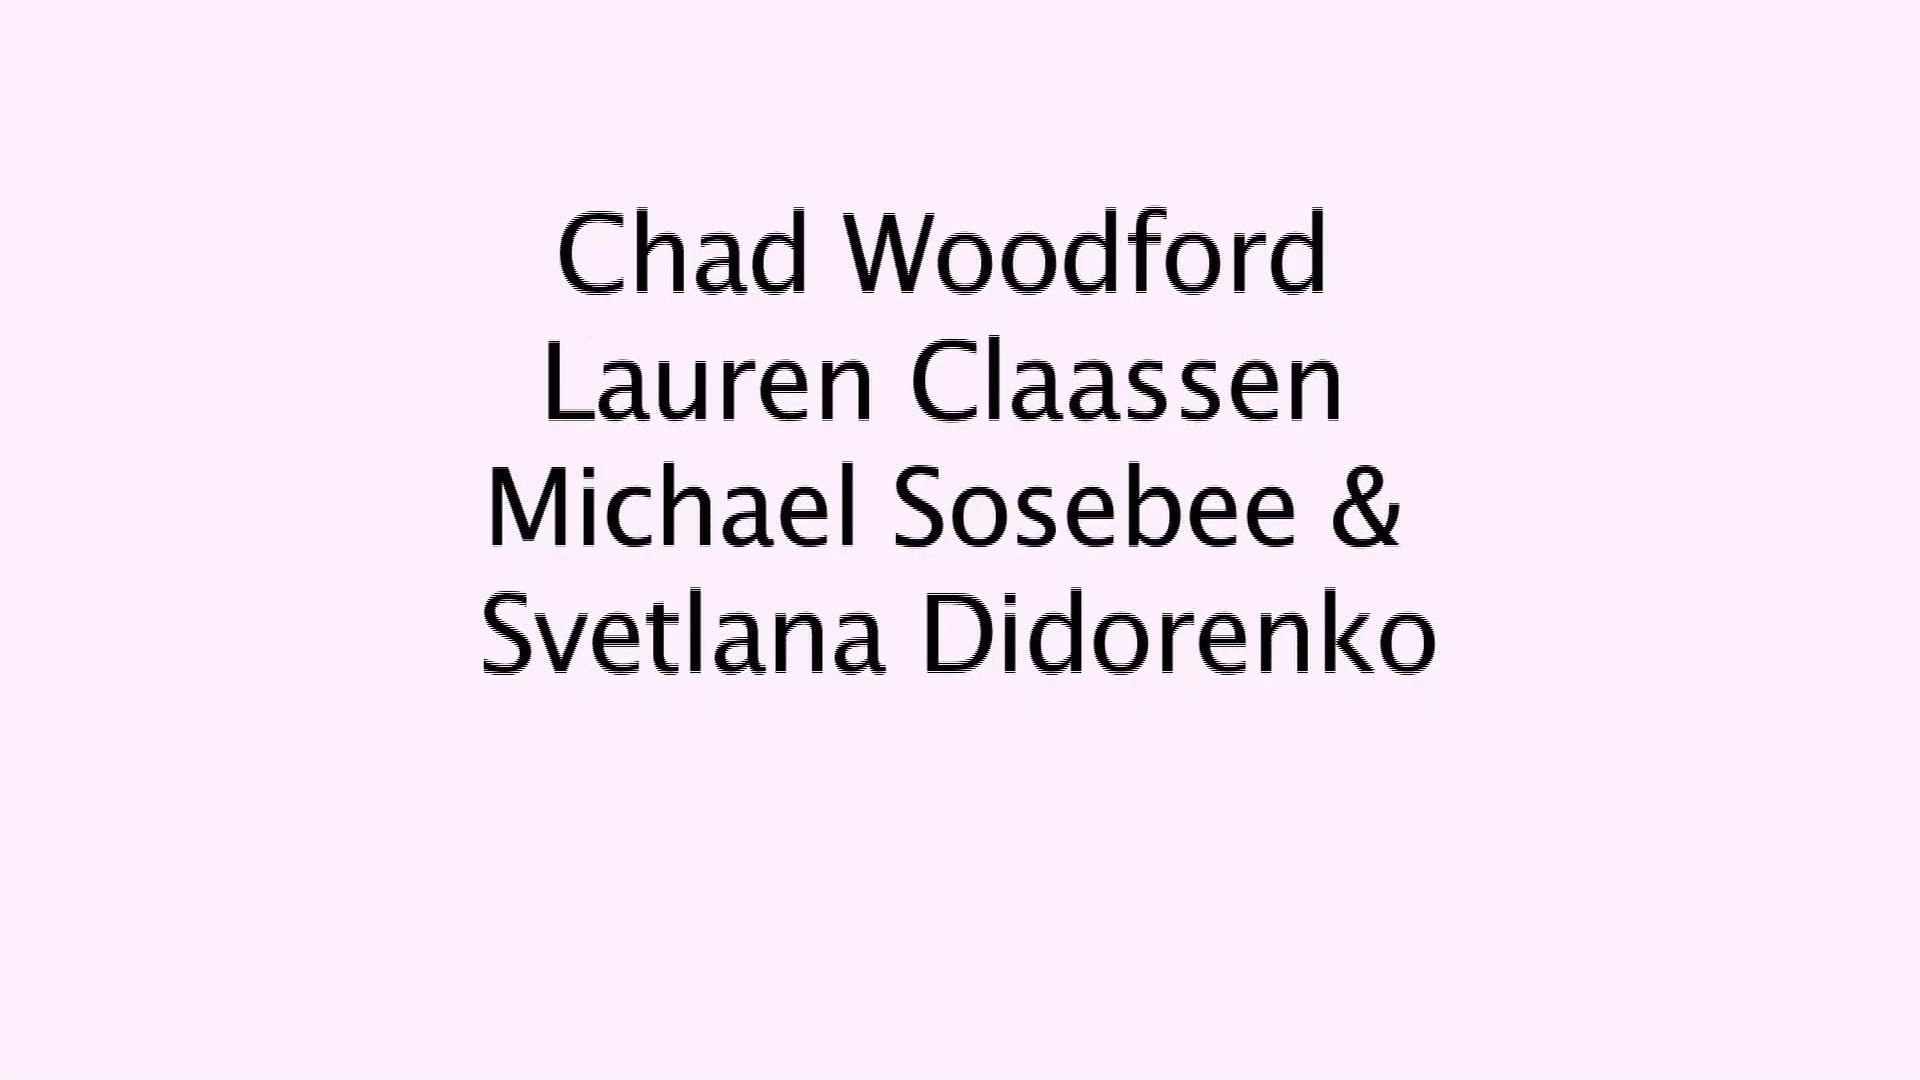 Chad Woodford
Lauren Claassen
Michael Sosebee &
Svetlana Didorenko